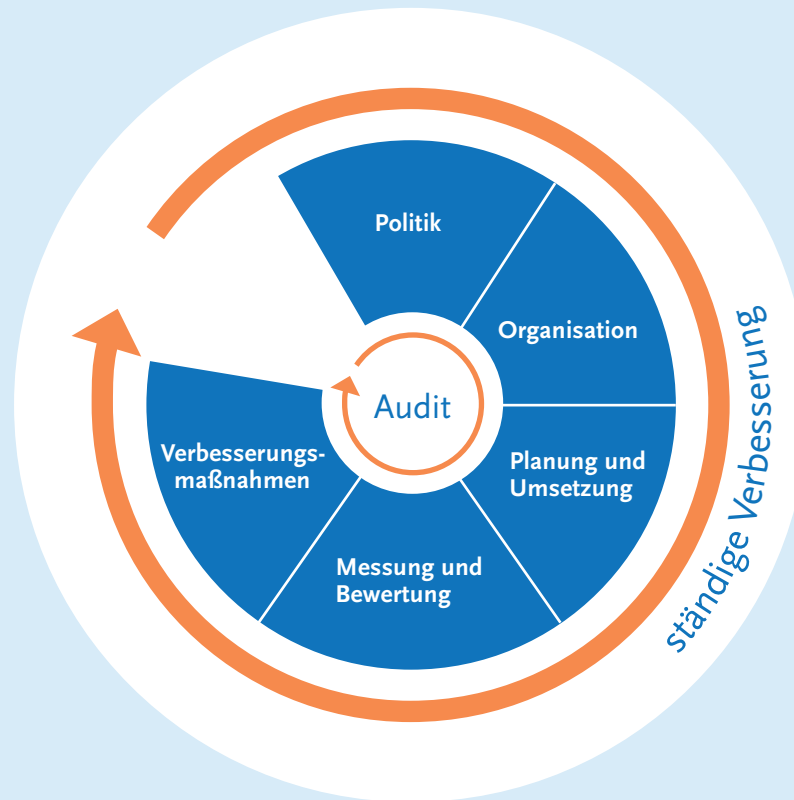 Politik
Organisation
Planung und
Umsetzung
Messung und
Bewertung
Verbesserungs-
maßnahmen
Audit
ständige Verbesserung